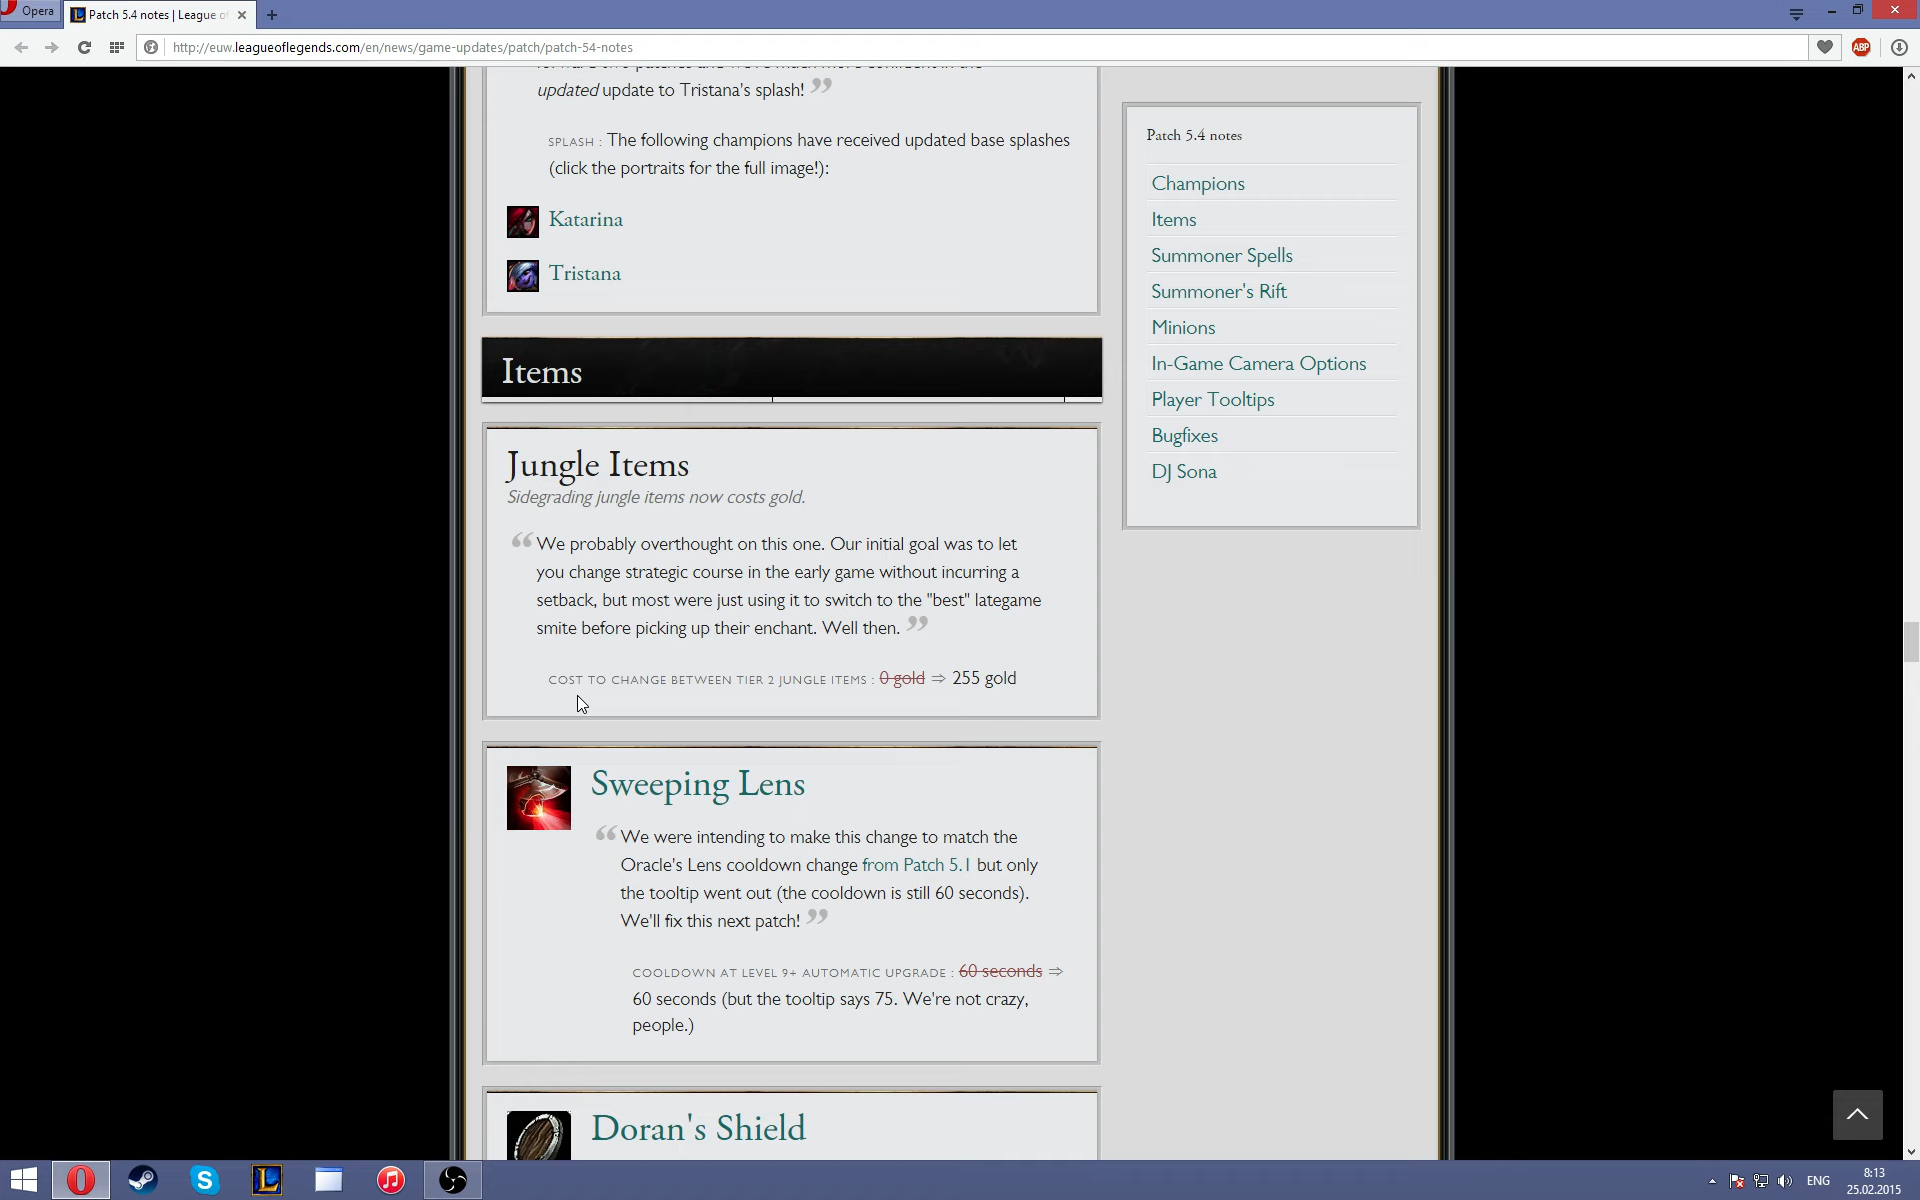 Opera
Patch 5.4 notes | League of
http://euw.leagueoflegends.com/en/news/game-updates/patch/patch-54-notes
ABP
updated update to Tristana's splash! ”
SPLASH : The following champions have received updated base splashes
(click the portraits for the full image!):
Katarina
Tristana
Items
Jungle Items
Sidegrading jungle items now costs gold.
“ We probably overthought on this one. Our initial goal was to let
you change strategic course in the early game without incurring a
setback, but most were just using it to switch to the "best" lategame
smite before picking up their enchant. Well then. ”
COST TO CHANGE BETWEEN TIER 2 JUNGLE ITEMS : 0 gold ⇒ 255 gold
Sweeping Lens
“ We were intending to make this change to match the
Oracle's Lens cooldown change from Patch 5.1 but only
the tooltip went out (the cooldown is still 60 seconds).
We'll fix this next patch! ”
COOLDOWN AT LEVEL 9+ AUTOMATIC UPGRADE : 60 seconds ⇒
60 seconds (but the tooltip says 75. We're not crazy,
people.)
Doran's Shield
Patch 5.4 notes
Champions
Items
Summoner Spells
Summoner's Rift
Minions
In-Game Camera Options
Player Tooltips
Bugfixes
DJ Sona
ENG
8:13
25.02.2015